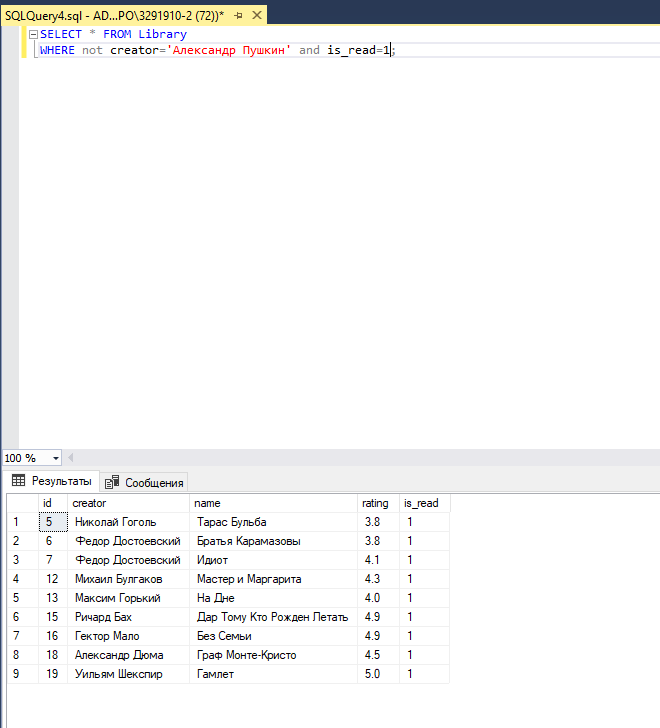 SQLQuery4.sql - AD...PO\3291910-2 (72))*
SELECT * FROM Library
WHERE not creator='Александр Пушкин' and is_read=1;
100 %
Результаты Сообщения
id creator name rating is_read
1 5 Николай Гоголь Тарас Бульба 3.8 1
2 6 Федор Достоевский Братья Карамазовы 3.8 1
3 7 Федор Достоевский Идиот 4.1 1
4 12 Михаил Булгаков Мастер и Маргарита 4.3 1
5 13 Максим Горький На Дне 4.0 1
6 15 Ричард Бах Дар Тому Кто Рожден Летать 4.9 1
7 16 Гектор Мало Без Семьи 4.9 1
8 18 Александр Дюма Граф Монте-Кристо 4.5 1
9 19 Уильям Шекспир Гамлет 5.0 1